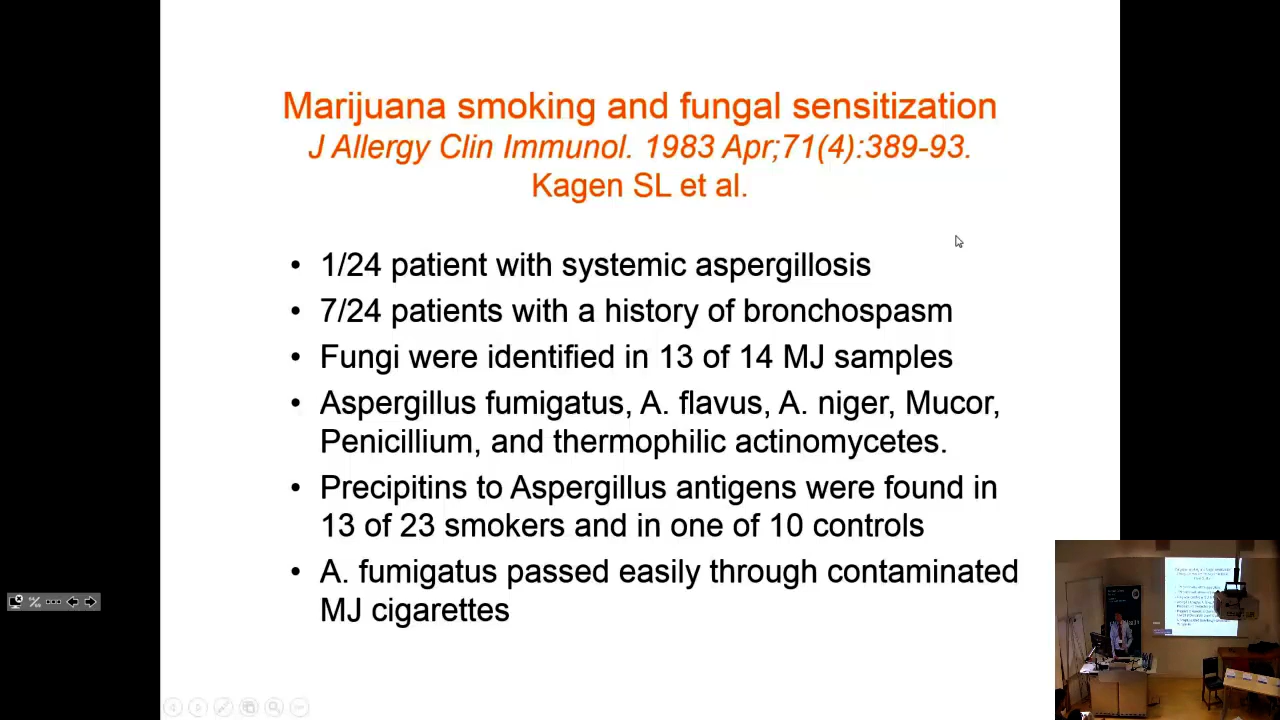 Marijuana smoking and fungal sensitization
J Allergy Clin Immunol. 1983 Apr;71(4):389-93.
Kagen SL et al.
• 1/24 patient with systemic aspergillosis
• 7/24 patients with a history of bronchospasm
• Fungi were identified in 13 of 14 MJ samples
• Aspergillus fumigatus, A. flavus, A. niger, Mucor,
Penicillium, and thermophilic actinomycetes.
• Precipitins to Aspergillus antigens were found in
13 of 23 smokers and in one of 10 controls
• A. fumigatus passed easily through contaminated
MJ cigarettes